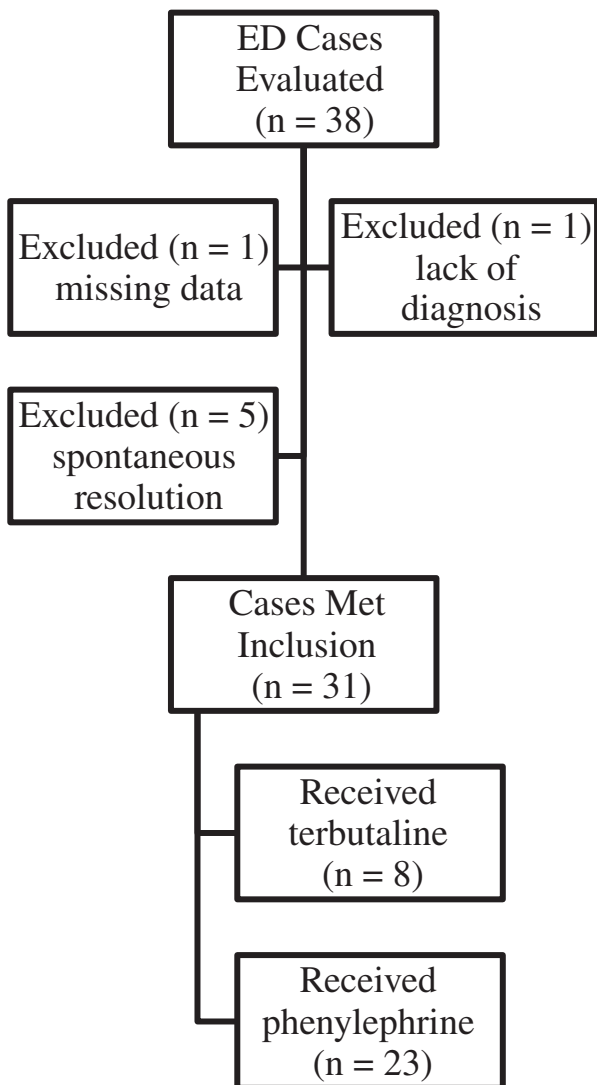 ED Cases
Evaluated
(n = 38)
Excluded (n = 1)
missing data
Excluded (n = 1)
lack of
diagnosis
Excluded (n = 5)
spontaneous
resolution
Cases Met
Inclusion
(n = 31)
Received
terbutaline
(n = 8)
Received
phenylephrine
(n = 23)